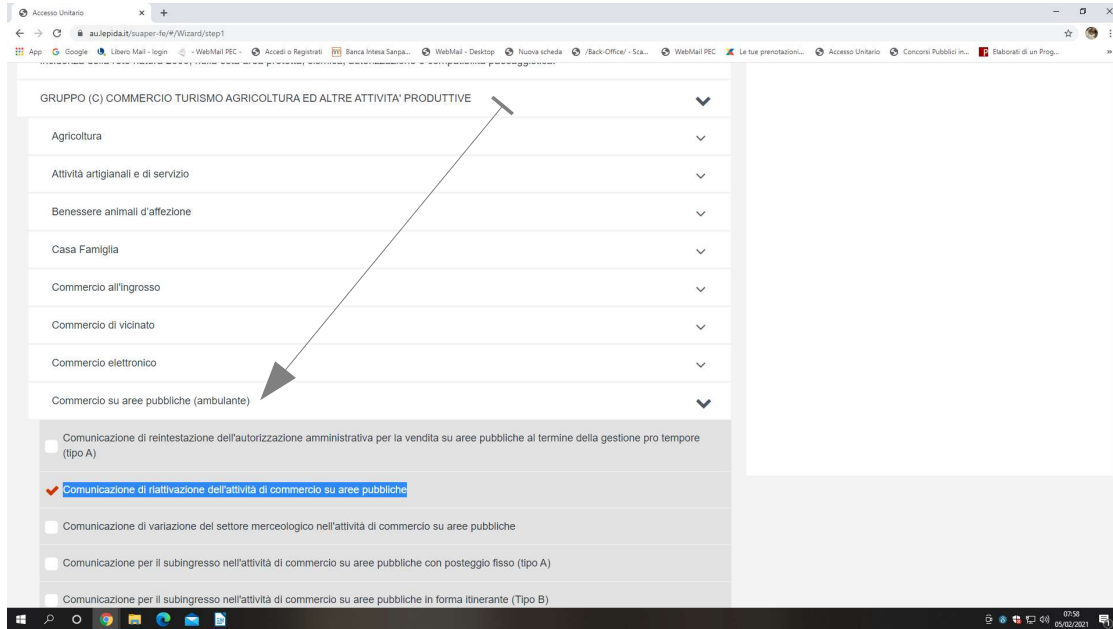 Accesso Unitario
au.lepida.it/suaper-fe/#/Wizard/step1
App Google Libero Mail - login - WebMail PEC - Accedi o Registrati Banca Intesa Sanpa... WebMail - Desktop Nuova scheda /Back-Office/ - Sca... WebMail PEC Le tue prenotazioni... Accesso Unitario Concorsi Pubblici in... Elaborati di un Prog... »
GRUPPO (C) COMMERCIO TURISMO AGRICOLTURA ED ALTRE ATTIVITA' PRODUTTIVE
Agricoltura
Attività artigianali e di servizio
Benessere animali d'affezione
Casa Famiglia
Commercio all'ingrosso
Commercio di vicinato
Commercio elettronico
Commercio su aree pubbliche (ambulante)
Comunicazione di reintestazione dell'autorizzazione amministrativa per la vendita su aree pubbliche al termine della gestione pro tempore
(tipo A)
Comunicazione di riattivazione dell'attività di commercio su aree pubbliche
Comunicazione di variazione del settore merceologico nell'attività di commercio su aree pubbliche
Comunicazione per il subingresso nell'attività di commercio su aree pubbliche con posteggio fisso (tipo A)
Comunicazione per il subingresso nell'attività di commercio su aree pubbliche in forma itinerante (Tipo B)
07:58
05/02/2021